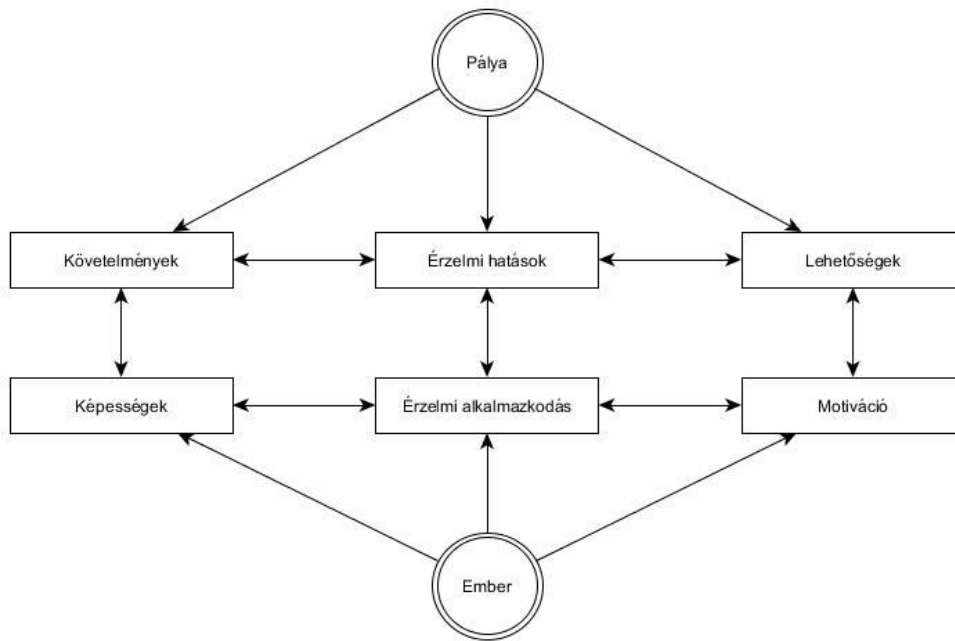 Pálya
Követelmények
Érzelmi hatások
Lehetőségek
Képességek
Érzelmi alkalmazkodás
Motiváció
Ember